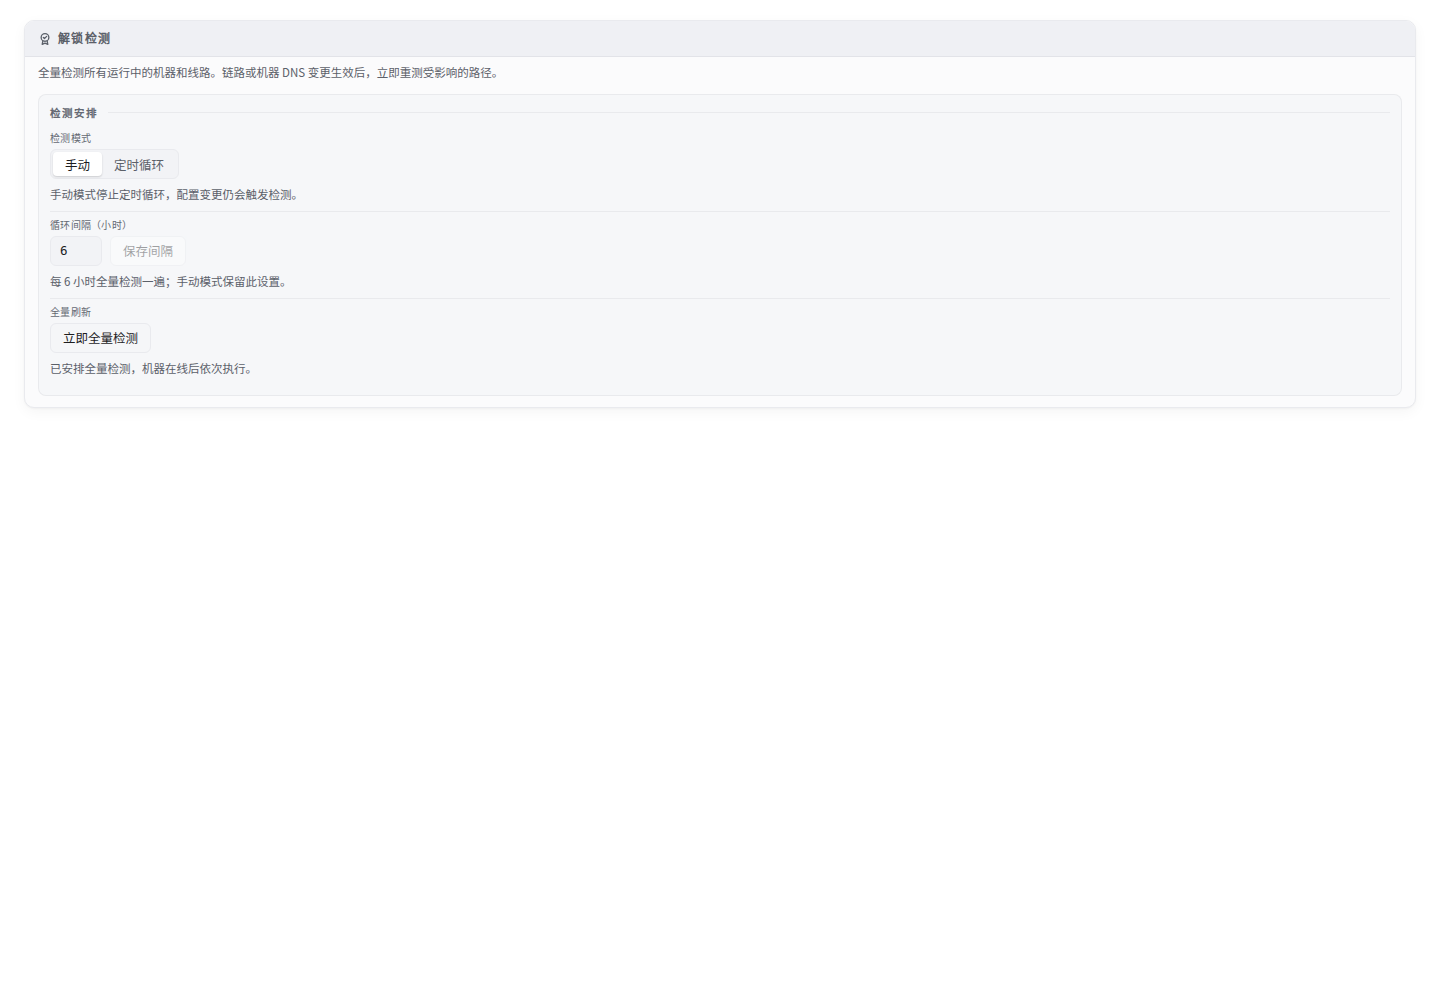 解锁检测
全量检测所有运行中的机器和线路。链路或机器 DNS 变更生效后，立即重测受影响的路径。
检测安排
检测模式
手动 定时循环
手动模式停止定时循环，配置变更仍会触发检测。
循环间隔（小时）
6 保存间隔
每 6 小时全量检测一遍；手动模式保留此设置。
全量刷新
立即全量检测
已安排全量检测，机器在线后依次执行。